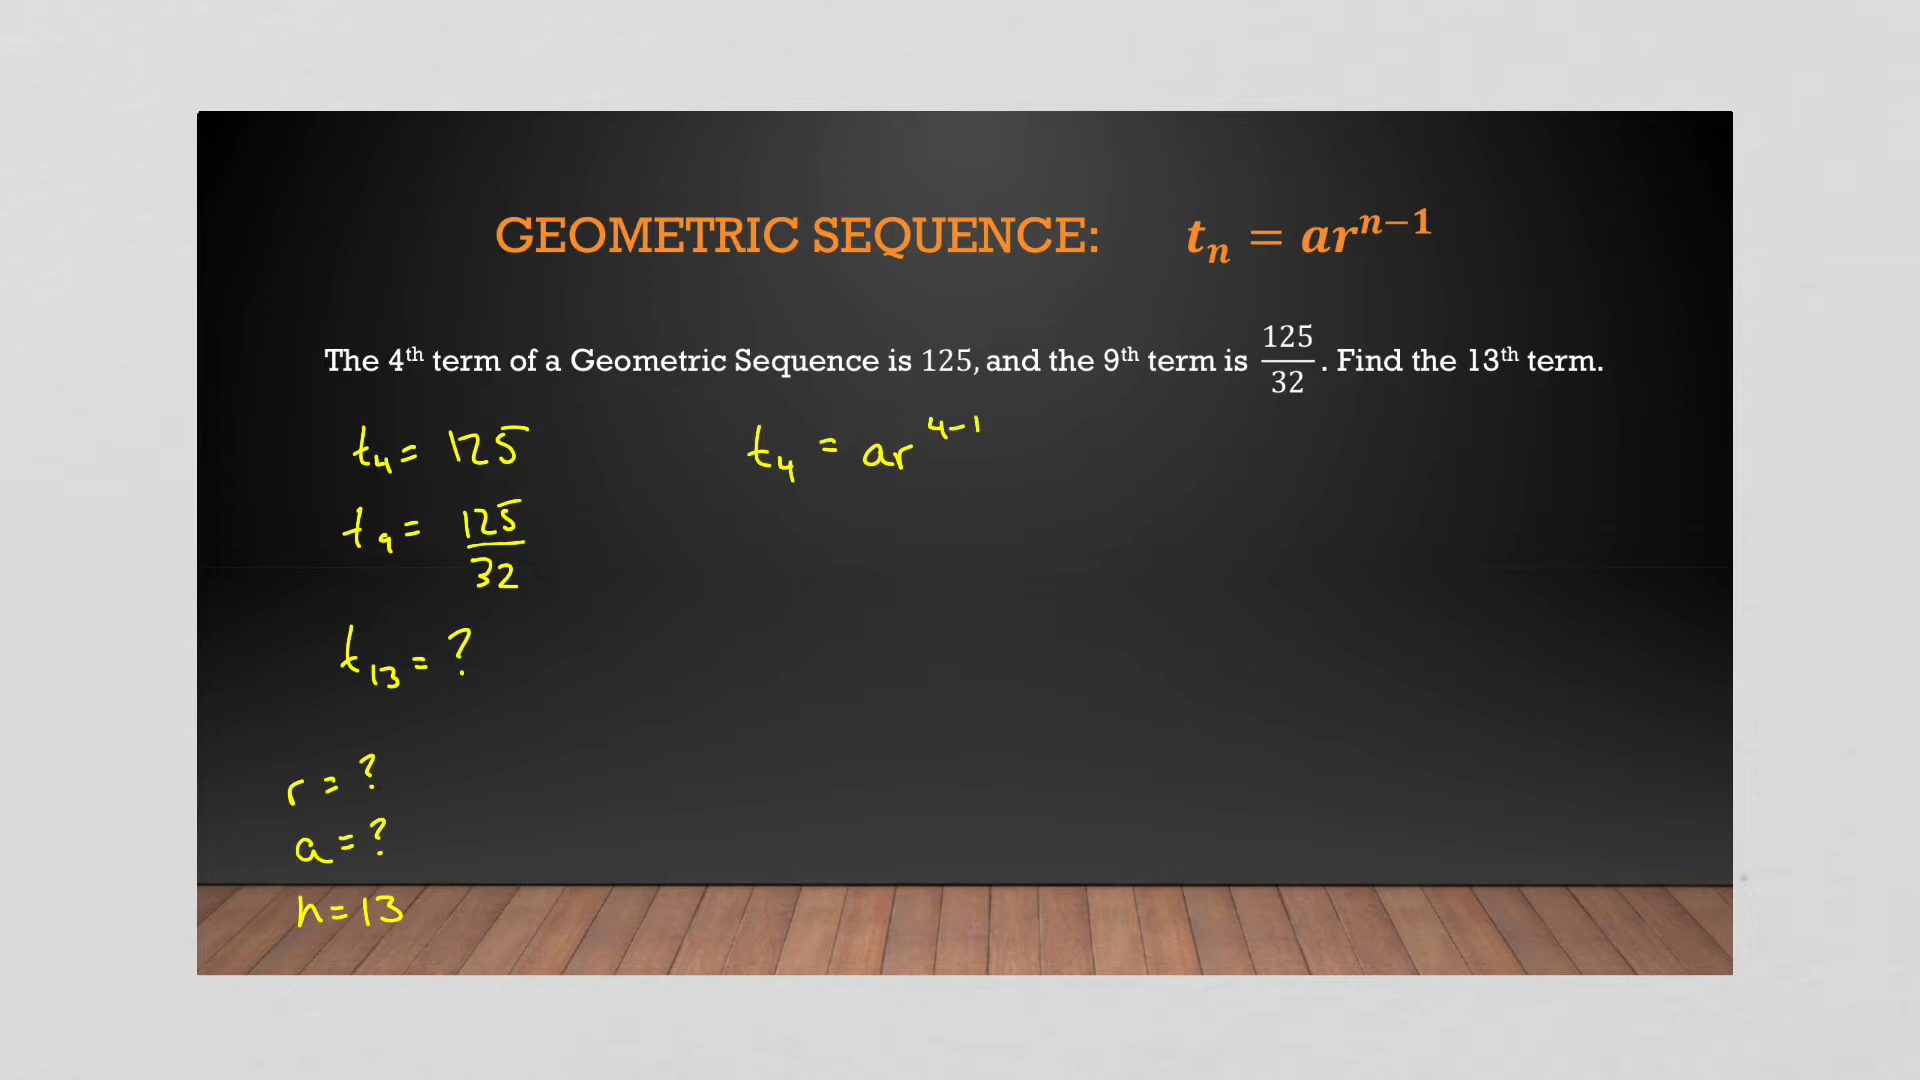 GEOMETRIC SEQUENCE: tₙ = arⁿ⁻¹
The 4th term of a Geometric Sequence is 125, and the 9th term is 125/32. Find the 13th term.
t₄ = 125
t₄ = ar⁴⁻¹
t₉ = 125/32
t₁₃ = ?
r = ?
a = ?
n = 13